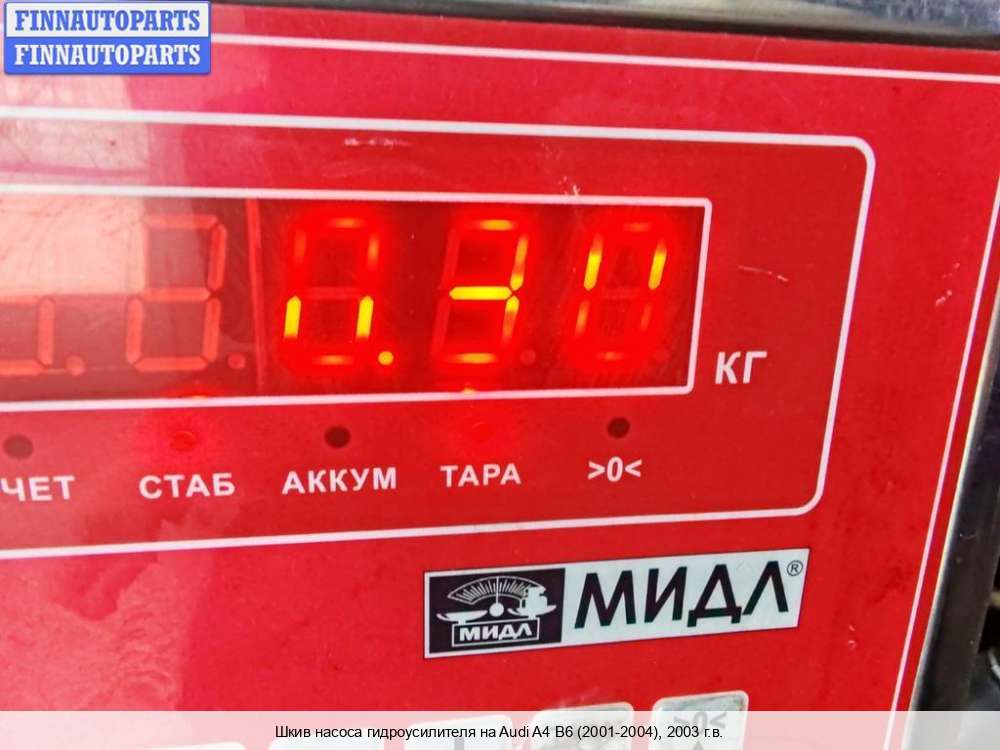 FINNAUTOPARTS
FINNAUTOPARTS
КГ
ЧЕТ СТАБ АККУМ ТАРА >0<
МИДЛ МИДЛ®
>0<
Шкив насоса гидроусилителя на Audi A4 B6 (2001-2004), 2003 г.в.